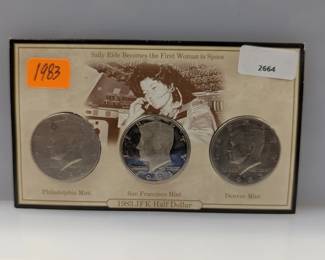 Sally Ride Becomes the First Woman in Space
1983
2664
Philadelphia Mint
San Francisco Mint
Denver Mint
1983 JFK Half Dollar